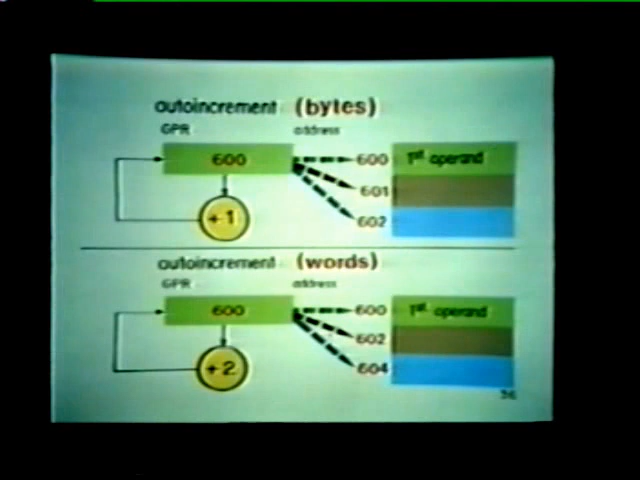 autoincrement (bytes)
GPR address
600 600 1st operand
601
+1 602
autoincrement (words)
GPR address
600 600 1st operand
602
+2 604
36